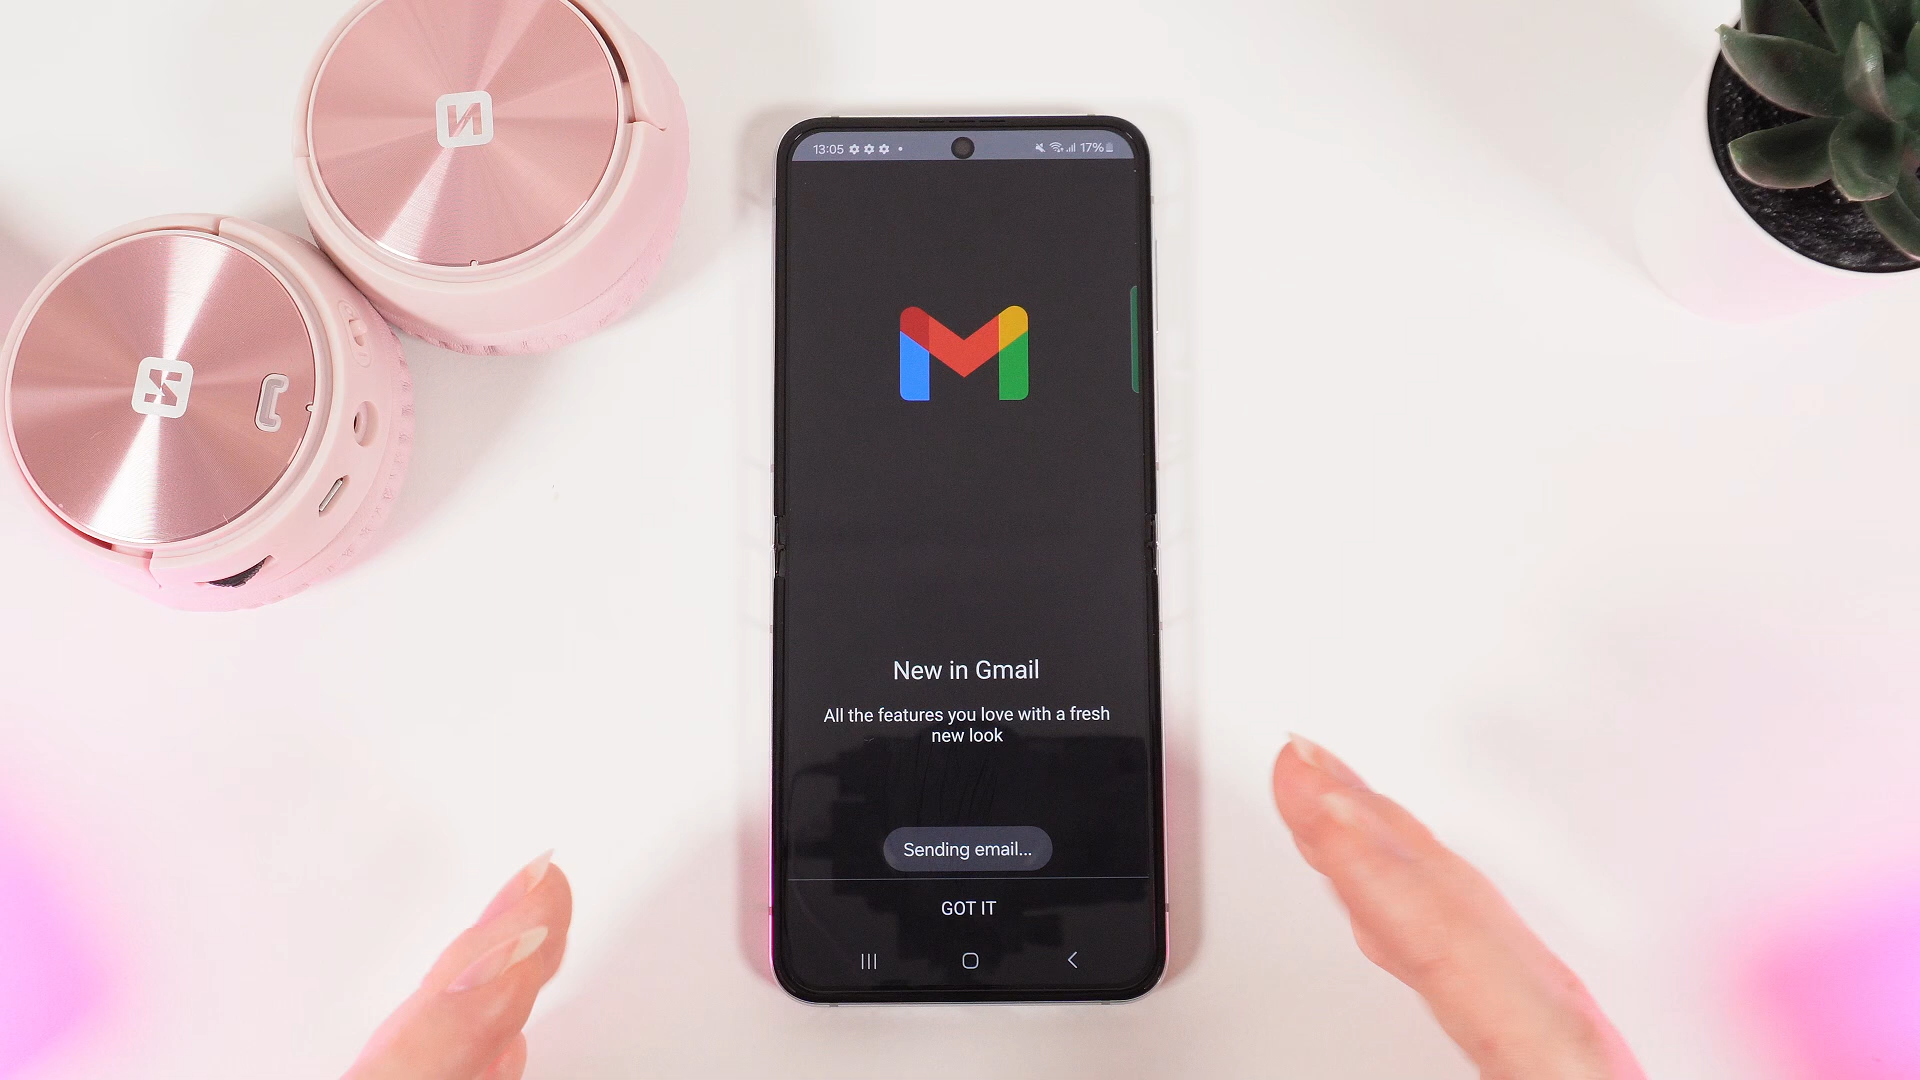 13:05
17%
New in Gmail
All the features you love with a fresh
new look
Sending email...
GOT IT